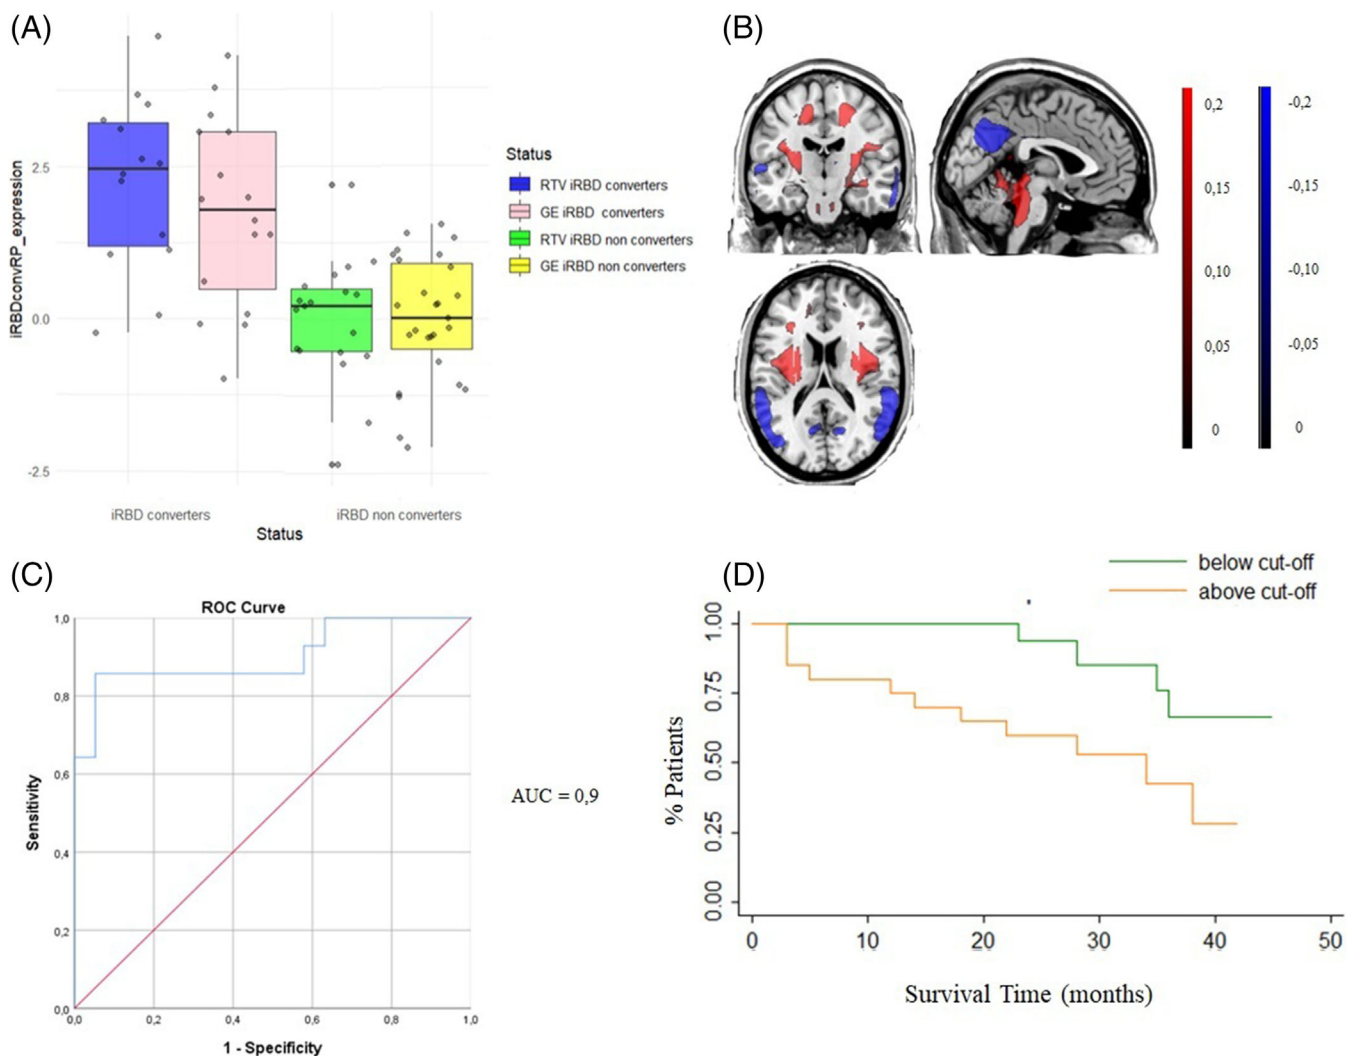 (A)
iRBDconvRP_expression
2.5
0.0
-2.5
iRBD converters
iRBD non converters
Status
Status
RTV iRBD converters
GE iRBD converters
RTV iRBD non converters
GE iRBD non converters
(B)
0,2
0,15
0,10
0,05
0
-0,2
-0,15
-0,10
-0,05
-0
(C)
ROC Curve
Sensitivity
1,0
0,8
0,6
0,4
0,2
0,0
0,0
0,2
0,4
0,6
0,8
1,0
1 - Specificity
AUC = 0,9
(D)
below cut-off
above cut-off
% Patients
1.00
0.75
0.50
0.25
0.00
0
10
20
30
40
50
Survival Time (months)